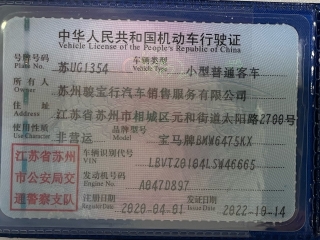 中华人民共和国机动车行驶证
Vehicle License of the People's Republic of China
号牌号码 Plate No. 苏UG1354 车辆类型 Vehicle Type 小型普通客车
所有人 Owner 苏州骏宝行汽车销售服务有限公司
住址 Address 江苏省苏州市相城区元和街道太阳路2708号
使用性质 Use Character 非营运 品牌型号 Model 宝马牌BMW6475KX
江苏省苏州市公安局交通警察支队
车辆识别代号 VIN LBVTZ0104LSW46665
发动机号码 Engine No. A847D897
注册日期 Register Date 2020-04-01 发证日期 Issue Date 2022-10-14